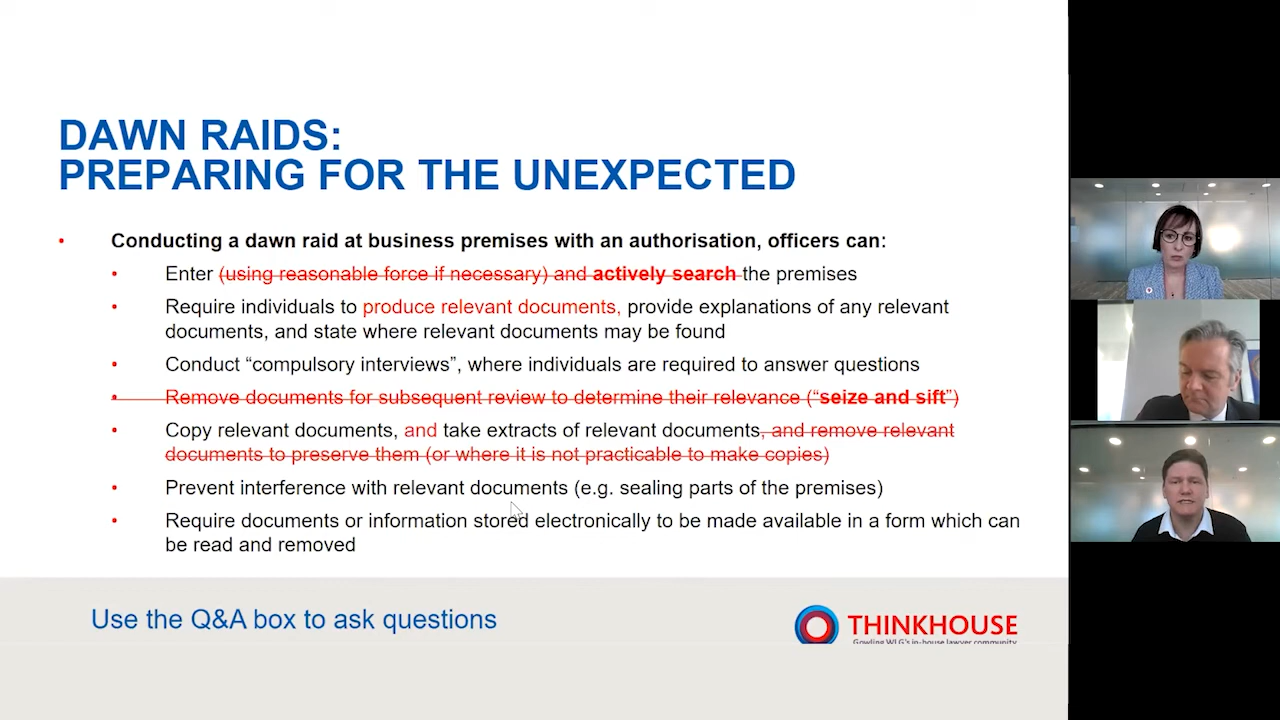 DAWN RAIDS:
PREPARING FOR THE UNEXPECTED
• Conducting a dawn raid at business premises with an authorisation, officers can:
• Enter (using reasonable force if necessary) and actively search the premises
• Require individuals to produce relevant documents, provide explanations of any relevant
documents, and state where relevant documents may be found
• Conduct “compulsory interviews”, where individuals are required to answer questions
• Remove documents for subsequent review to determine their relevance (“seize and sift”)
• Copy relevant documents, and take extracts of relevant documents, and remove relevant
documents to preserve them (or where it is not practicable to make copies)
• Prevent interference with relevant documents (e.g. sealing parts of the premises)
• Require documents or information stored electronically to be made available in a form which can
be read and removed
Use the Q&A box to ask questions
THINKHOUSE
Gowling WLG's in-house lawyer community